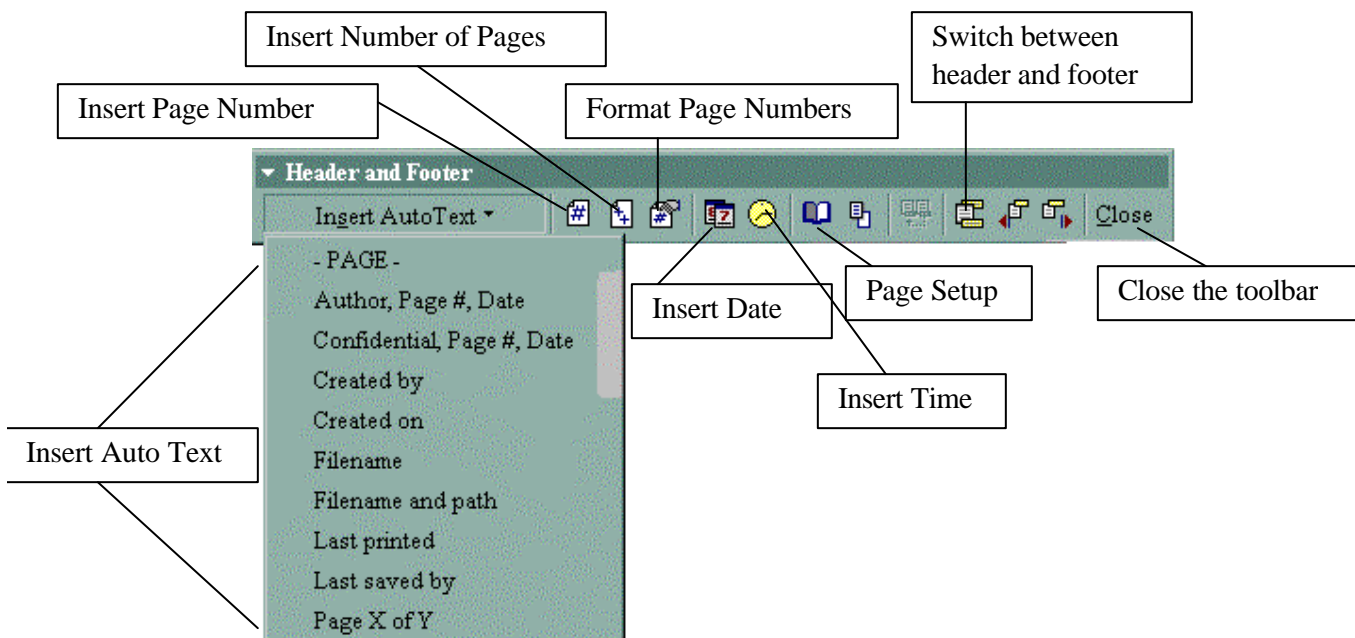 Insert Number of Pages
Switch between
header and footer
Insert Page Number
Format Page Numbers
Header and Footer
Insert AutoText
Close
- PAGE -
Author, Page #, Date
Confidential, Page #, Date
Created by
Created on
Filename
Filename and path
Last printed
Last saved by
Page X of Y
Insert Date
Page Setup
Close the toolbar
Insert Time
Insert Auto Text